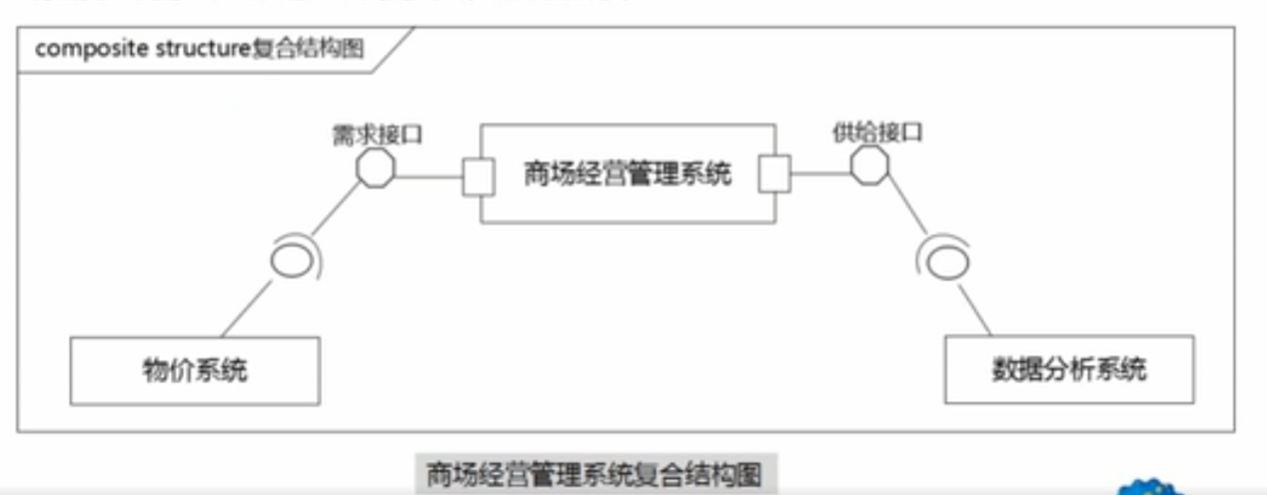 composite structure复合结构图
需求接口
供给接口
商场经营管理系统
物价系统
数据分析系统
商场经营管理系统复合结构图